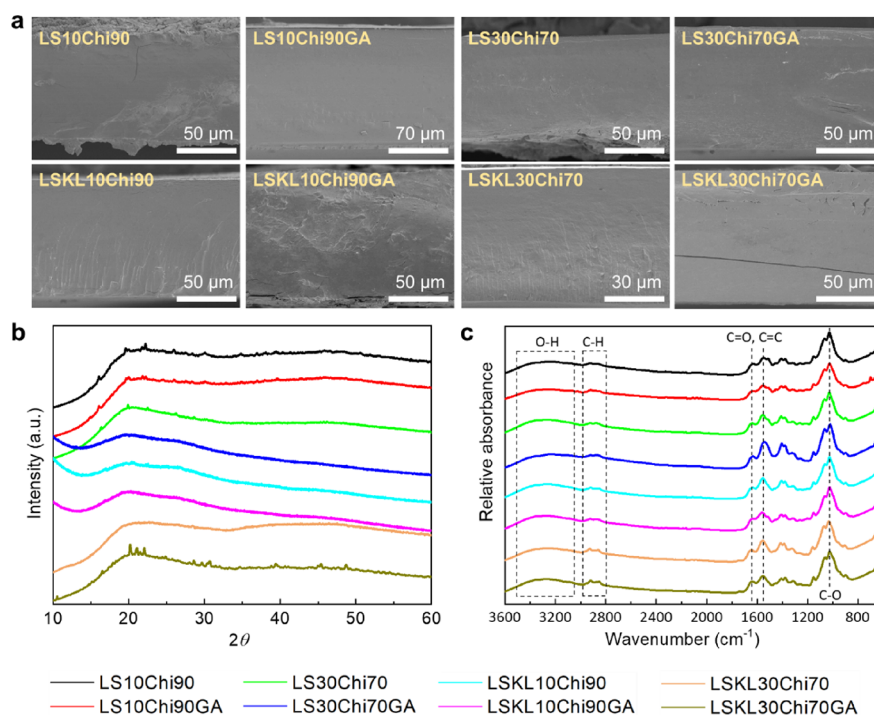 a
LS10Chi90 LS10Chi90GA LS30Chi70 LS30Chi70GA
50 μm 70 μm 50 μm 50 μm
LSKL10Chi90 LSKL10Chi90GA LSKL30Chi70 LSKL30Chi70GA
50 μm 50 μm 30 μm 50 μm
b
Intensity (a.u.)
10 20 30 40 50 60
2θ
c
O-H C-H C=O, C=C
C-O
Relative absorbance
3600 2800 2400 2000 1600 1200 800
Wavenumber (cm⁻¹)
LS10Chi90 LS30Chi70 LSKL10Chi90 LSKL30Chi70
LS10Chi90GA LS30Chi70GA LSKL10Chi90GA LSKL30Chi70GA